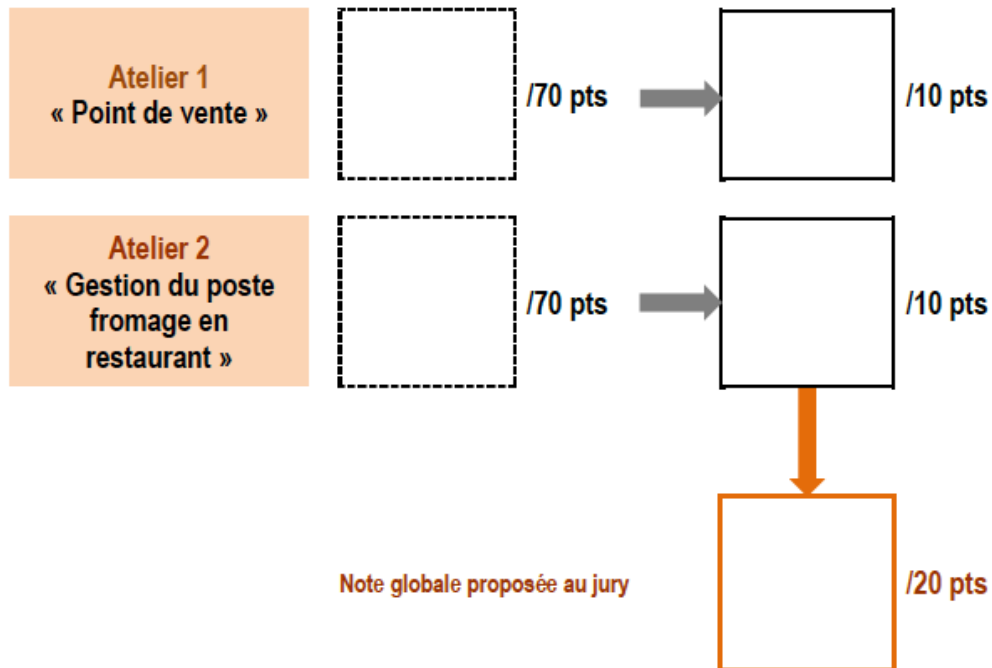 Atelier 1
« Point de vente »
/70 pts
/10 pts
Atelier 2
« Gestion du poste
fromage en
restaurant »
/70 pts
/10 pts
Note globale proposée au jury
/20 pts